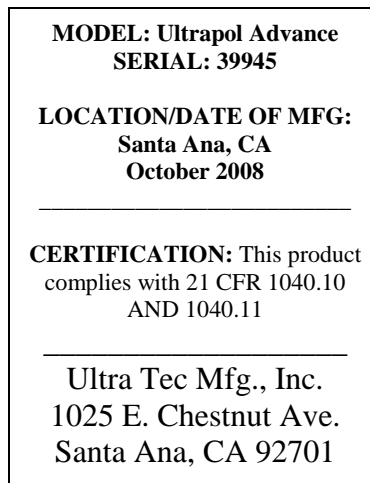 MODEL: Ultrapol Advance
SERIAL: 39945
LOCATION/DATE OF MFG:
Santa Ana, CA
October 2008
CERTIFICATION: This product
complies with 21 CFR 1040.10
AND 1040.11
Ultra Tec Mfg., Inc.
1025 E. Chestnut Ave.
Santa Ana, CA 92701